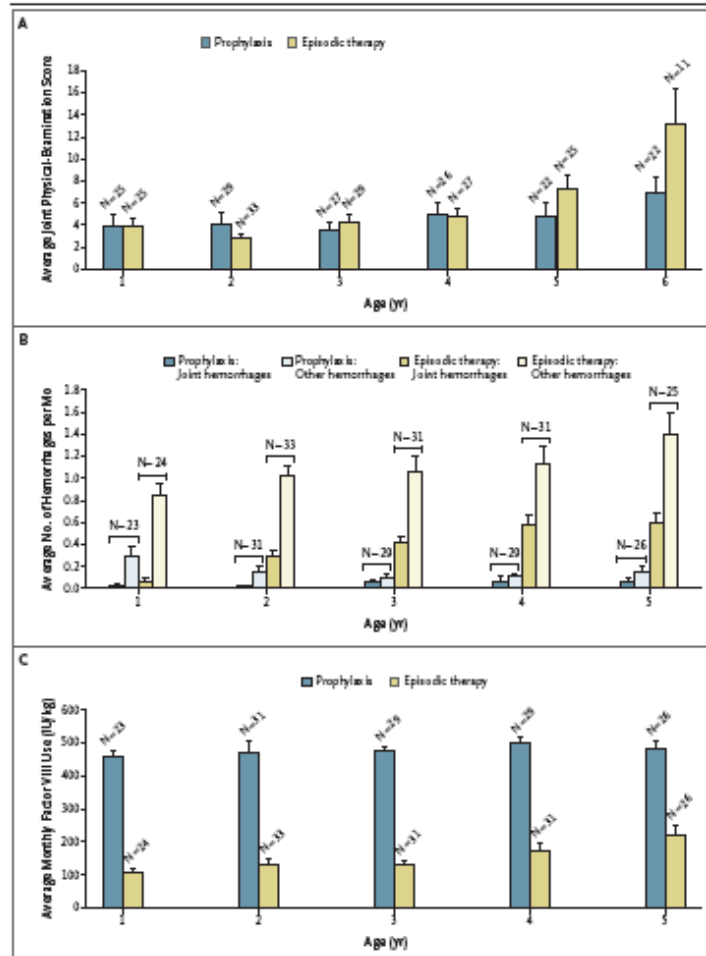 A
Prophylaxis Episodic therapy
Average Joint Physical-Examination Score
18
16
14
12
10
8
6
4
2
0
N=25 N=25 N=29 N=33 N=27 N=29 N=26 N=27 N=22 N=25 N=22 N=11
1 2 3 4 5 6
Age (yr)
B
Prophylaxis: Prophylaxis: Episodic therapy: Episodic therapy:
Joint hemorrhages Other hemorrhages Joint hemorrhages Other hemorrhages
Average No. of Hemorrhages per Mo
1.8
1.6
1.4
1.2
1.0
0.8
0.6
0.4
0.2
0.0
N–23 N–24 N–31 N–33 N–29 N–31 N–29 N–31 N–26 N–25
1 2 3 4 5
Age (yr)
C
Prophylaxis Episodic therapy
Average Monthly Factor VIII Use (IU/kg)
600
500
400
300
200
100
0
N=23 N=24 N=31 N=33 N=29 N=31 N=29 N=31 N=26 N=26
1 2 3 4 5
Age (yr)